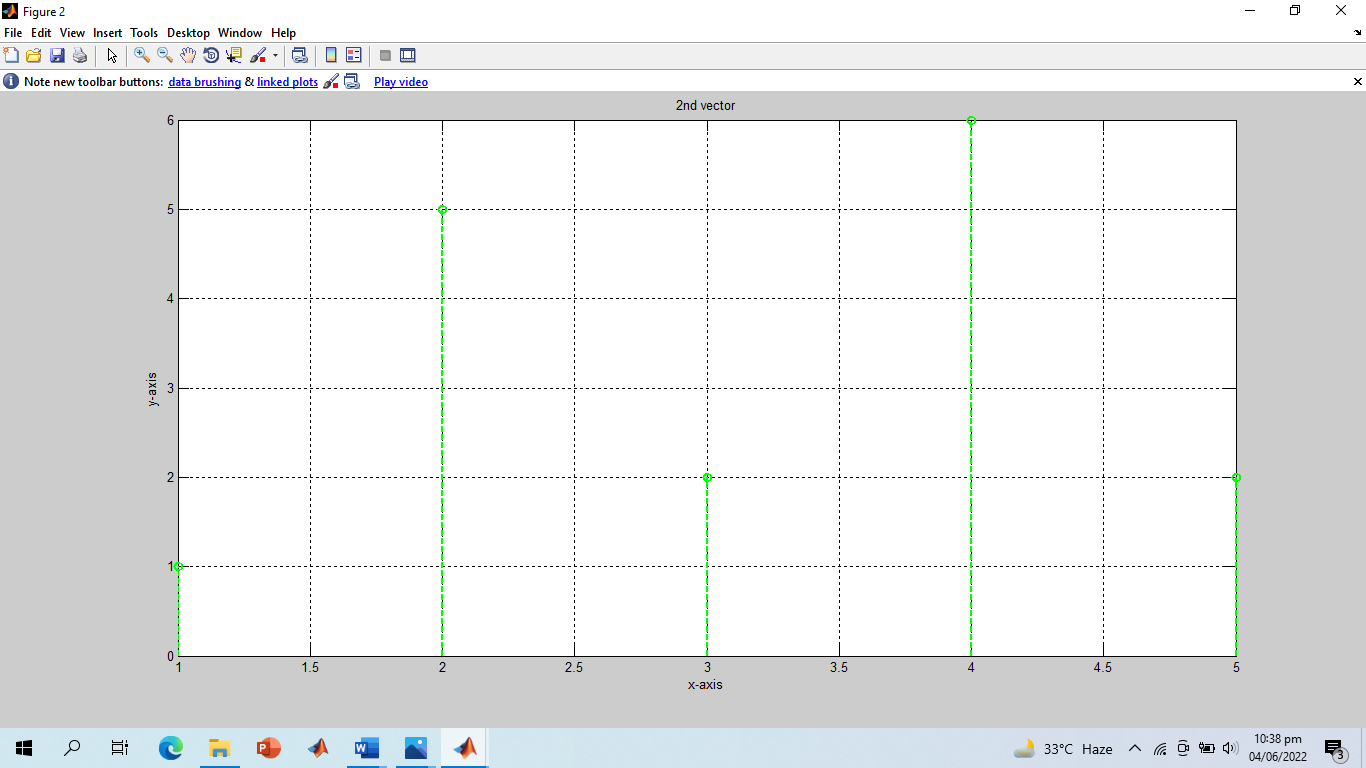 Figure 2
File Edit View Insert Tools Desktop Window Help
Note new toolbar buttons: data brushing & linked plots Play video
2nd vector
6
5
4
3
2
1
0
y-axis
1 1.5 2 2.5 3 3.5 4 4.5 5
x-axis
33°C Haze
10:38 pm
04/06/2022
3